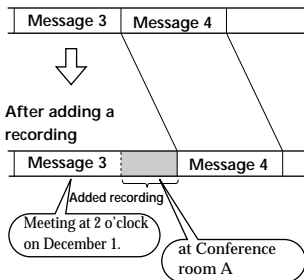 Message 3 Message 4
After adding a
recording
Message 3 Message 4
Added recording
Meeting at 2 o'clock
on December 1.
at Conference
room A